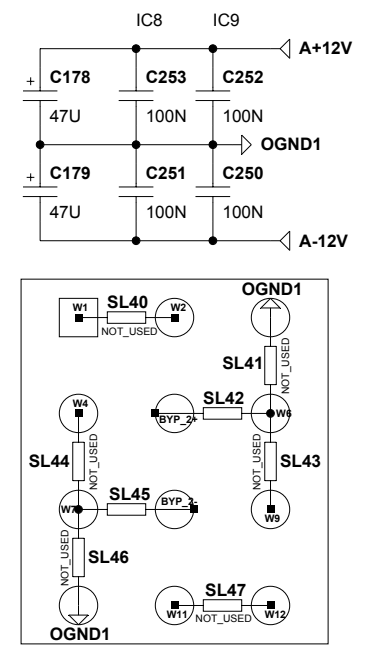 IC8 IC9
A+12V
+ C178 C253 C252
47U 100N 100N
OGND1
+ C179 C251 C250
47U 100N 100N
A-12V
OGND1
W1 SL40 W2
NOT_USED
SL41 NOT_USED
SL42
W4 BYP_2+ W6
SL44 NOT_USED NOT_USED SL43
SL45
W7 BYP_2- W9
NOT_USED SL46
SL47
W11 NOT_USED W12
OGND1